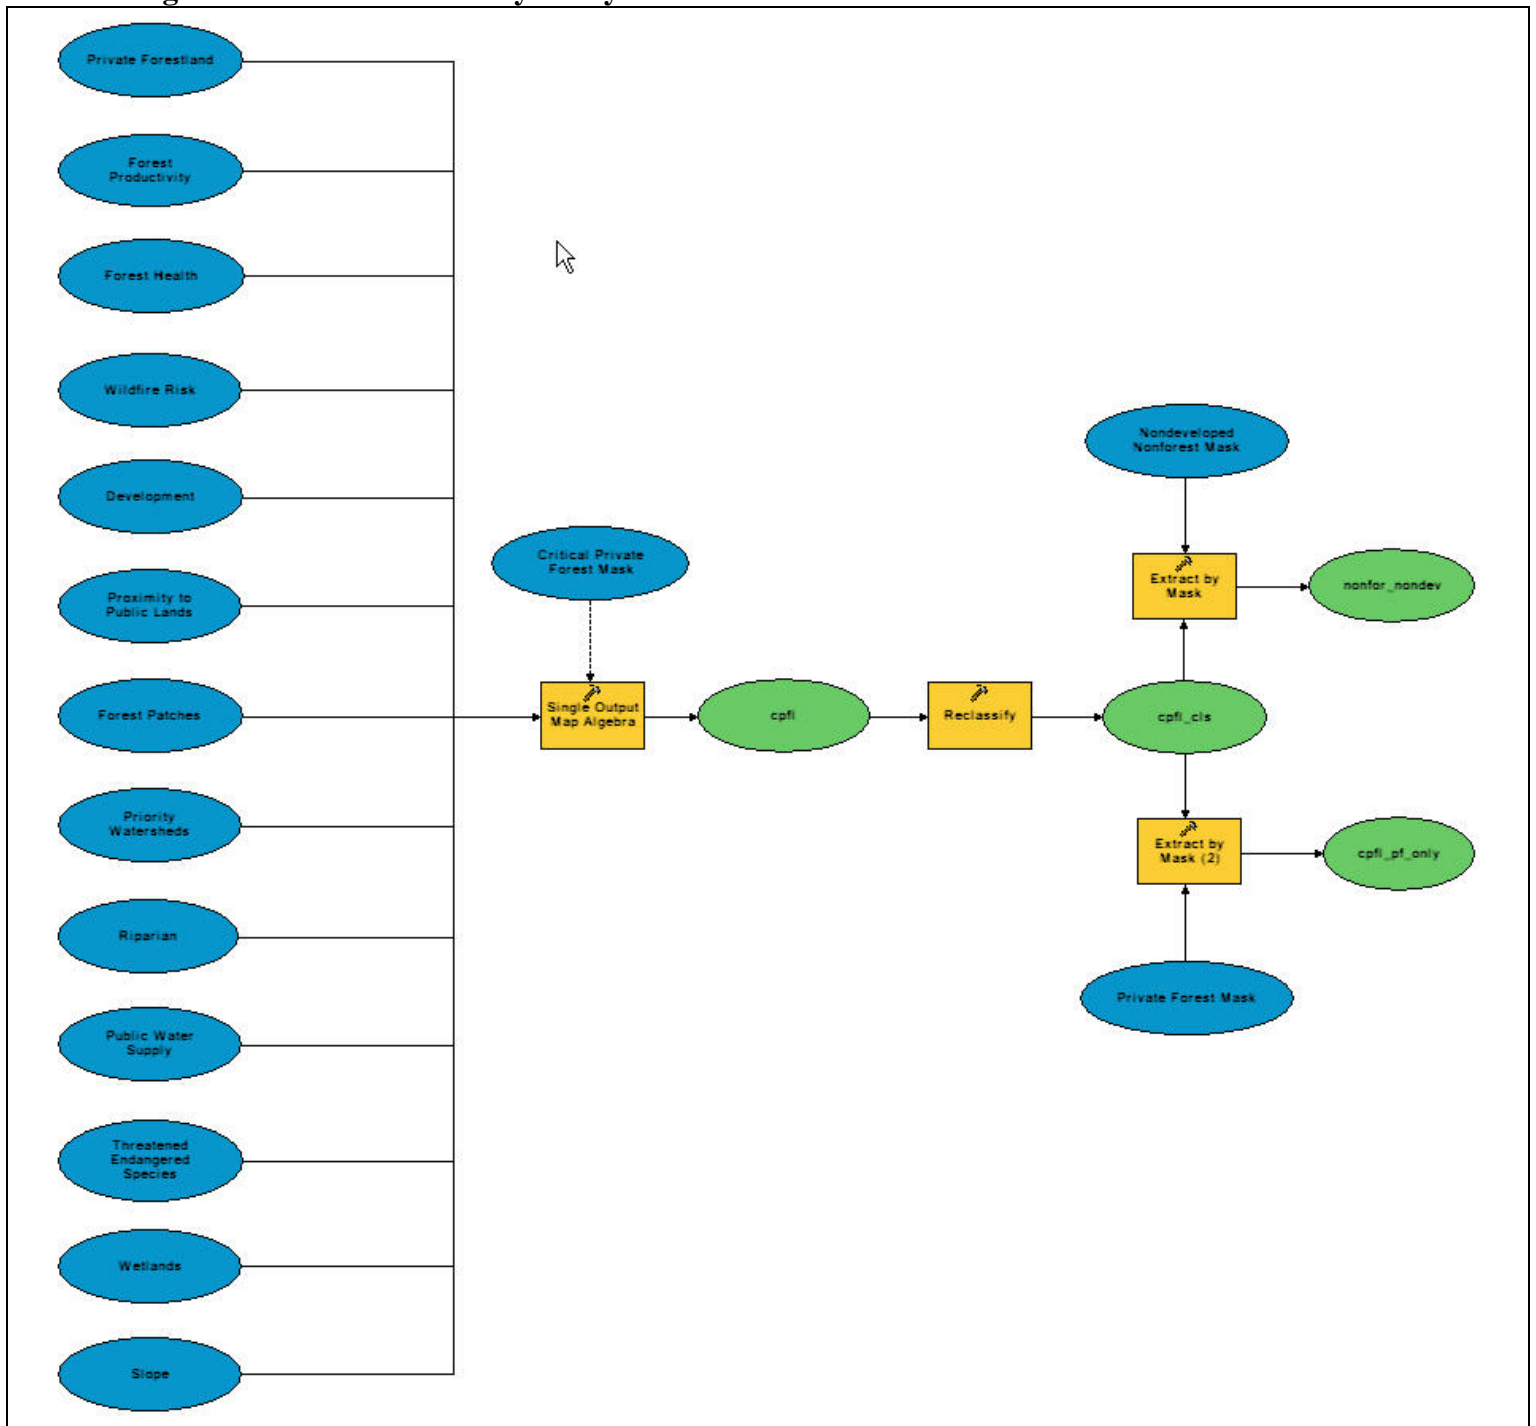 Private Forestland
Forest
Productivity
Forest Health
Wildfire Risk
Development
Proximity to
Public Lands
Forest Patches
Priority
Watersheds
Riparian
Public Water
Supply
Threatened
Endangered
Species
Wetlands
Slope
Critical Private
Forest Mask
Single Output
Map Algebra
cpfl
Reclassify
cpfl_cls
Nondeveloped
Nonforest Mask
Extract by
Mask
nonfor_nondev
Extract by
Mask (2)
cpfl_pf_only
Private Forest Mask